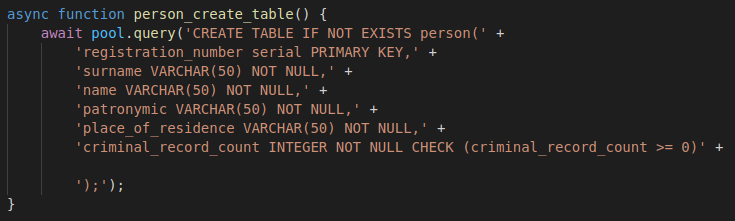 async function person_create_table() {
    await pool.query('CREATE TABLE IF NOT EXISTS person(' +
        'registration_number serial PRIMARY KEY,' +
        'surname VARCHAR(50) NOT NULL,' +
        'name VARCHAR(50) NOT NULL,' +
        'patronymic VARCHAR(50) NOT NULL,' +
        'place_of_residence VARCHAR(50) NOT NULL,' +
        'criminal_record_count INTEGER NOT NULL CHECK (criminal_record_count >= 0)' +
        ');');
}